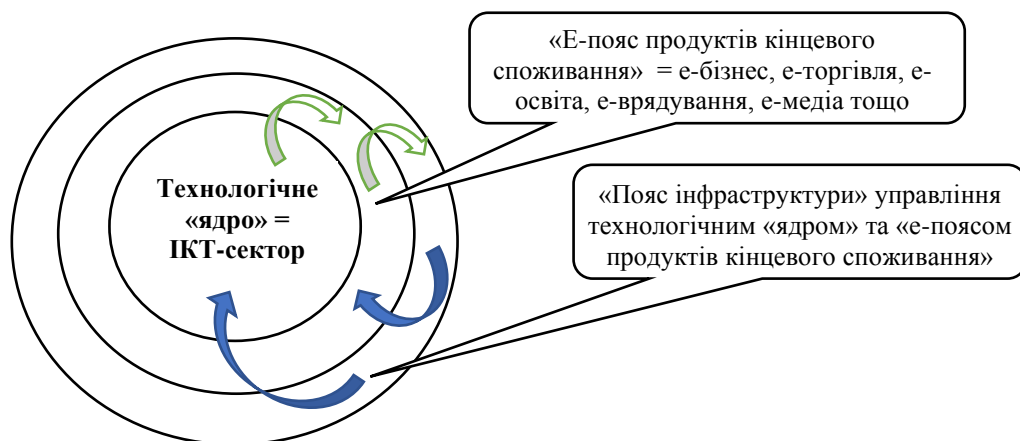 «Е-пояс продуктів кінцевого
споживання» = е-бізнес, е-торгівля, е-
освіта, е-врядування, е-медіа тощо
Технологічне
«ядро» =
ІКТ-сектор
«Пояс інфраструктури» управління
технологічним «ядром» та «е-поясом
продуктів кінцевого споживання»